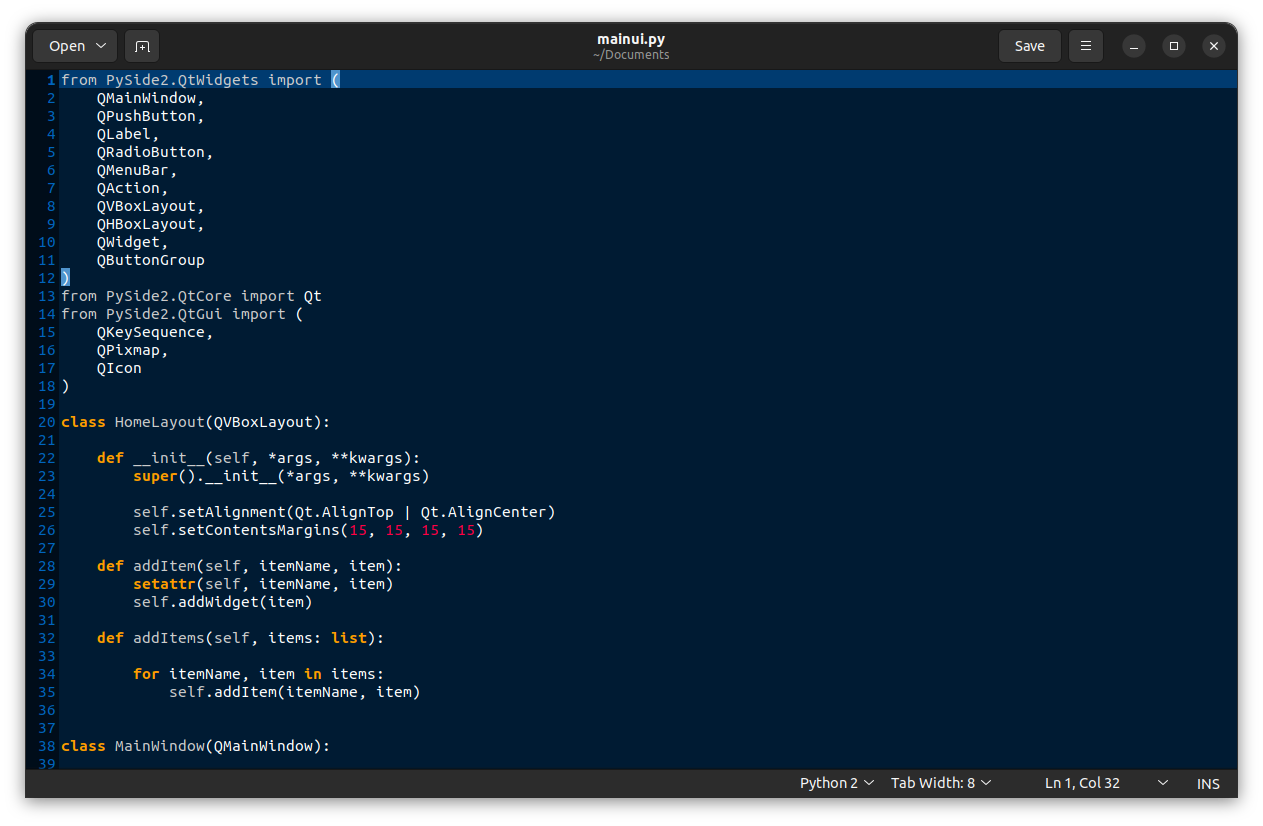 Open
mainui.py
~/Documents
Save
1 from PySide2.QtWidgets import (
2     QMainWindow,
3     QPushButton,
4     QLabel,
5     QRadioButton,
6     QMenuBar,
7     QAction,
8     QVBoxLayout,
9     QHBoxLayout,
10     QWidget,
11     QButtonGroup
12 )
13 from PySide2.QtCore import Qt
14 from PySide2.QtGui import (
15     QKeySequence,
16     QPixmap,
17     QIcon
18 )
19
20 class HomeLayout(QVBoxLayout):
21
22     def __init__(self, *args, **kwargs):
23         super().__init__(*args, **kwargs)
24
25         self.setAlignment(Qt.AlignTop | Qt.AlignCenter)
26         self.setContentsMargins(15, 15, 15, 15)
27
28     def addItem(self, itemName, item):
29         setattr(self, itemName, item)
30         self.addWidget(item)
31
32     def addItems(self, items: list):
33
34         for itemName, item in items:
35             self.addItem(itemName, item)
36
37
38 class MainWindow(QMainWindow):
39
Python 2 Tab Width: 8 Ln 1, Col 32 INS